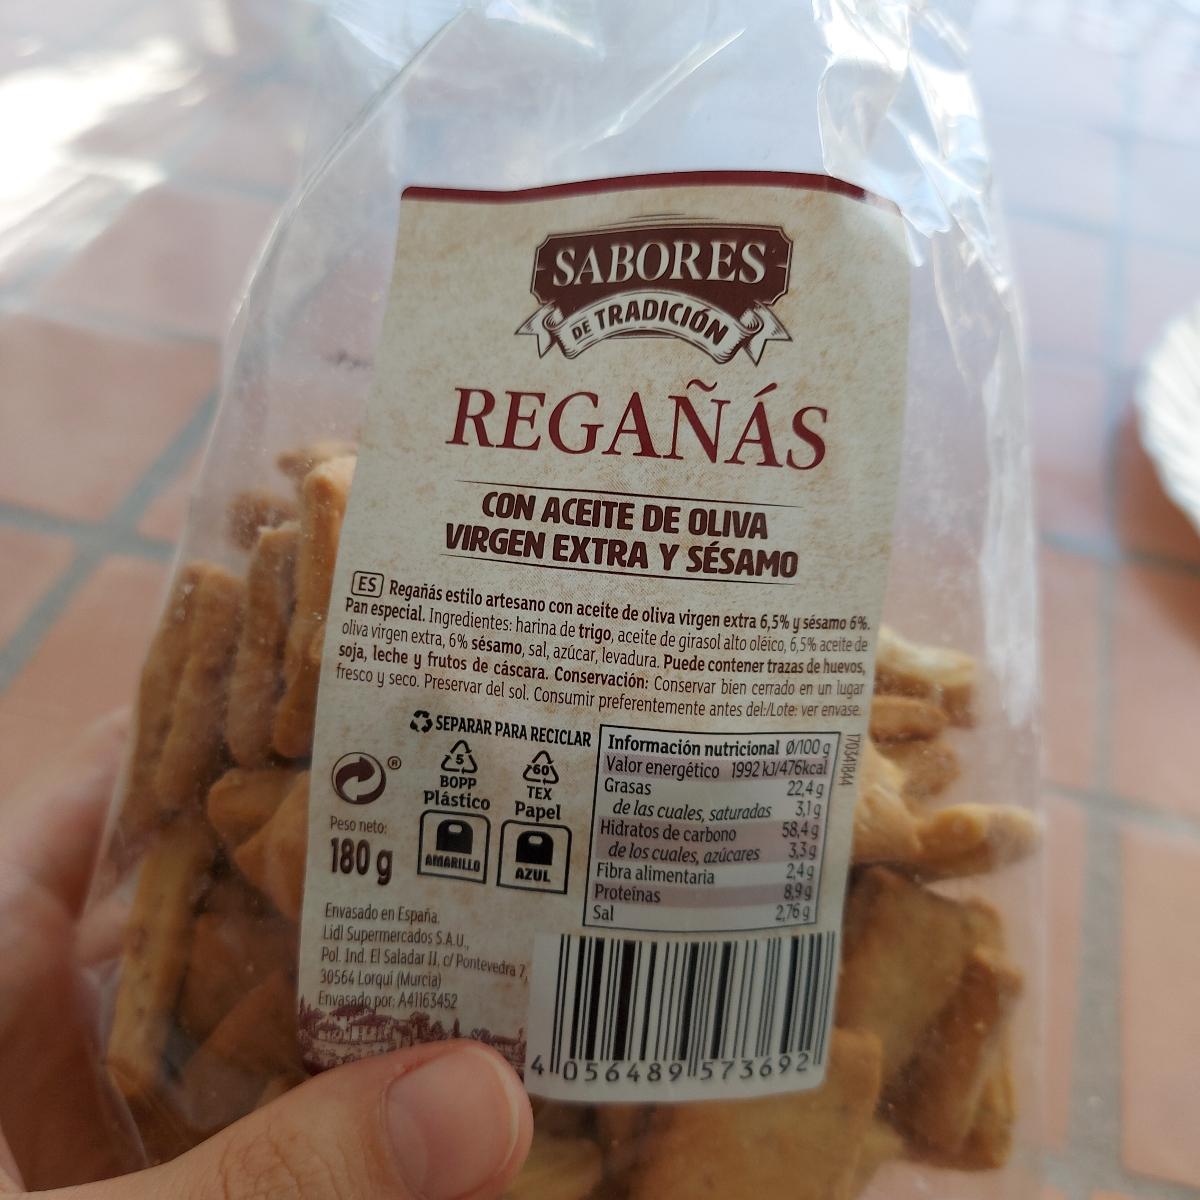 SABORES
DE TRADICIÓN
REGAÑÁS
CON ACEITE DE OLIVA
VIRGEN EXTRA Y SÉSAMO
ES Regañás estilo artesano con aceite de oliva virgen extra 6,5% y sésamo 6%.
Pan especial. Ingredientes: harina de trigo, aceite de girasol alto oléico, 6,5% aceite de
oliva virgen extra, 6% sésamo, sal, azúcar, levadura. Puede contener trazas de huevos,
soja, leche y frutos de cáscara. Conservación: Conservar bien cerrado en un lugar
fresco y seco. Preservar del sol. Consumir preferentemente antes del:/Lote: ver envase.
SEPARAR PARA RECICLAR
5
BOPP
Plástico
AMARILLO
60
TEX
Papel
AZUL
®
Peso neto:
180 g
Información nutricional Ø/100 g
Valor energético 1992 kJ/476kcal
Grasas 22,4 g
de las cuales, saturadas 3,1 g
Hidratos de carbono 58,4 g
de los cuales, azúcares 3,3 g
Fibra alimentaria 2,4 g
Proteínas 8,9 g
Sal 2,76 g
170341844
Envasado en España.
Lidl Supermercados S.A.U.,
Pol. Ind. El Saladar II, c/ Pontevedra 7,
30564 Lorquí (Murcia)
Envasado por: A41163452
4 056489 573692